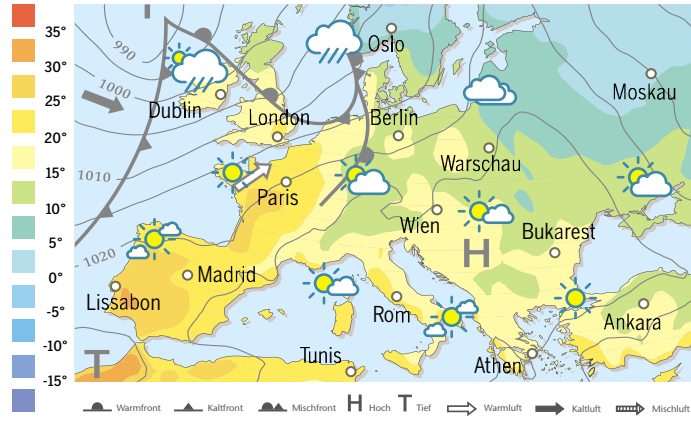 T
35°
30°
25°
20°
15°
10°
5°
0°
-5°
-10°
-15°
990
1000
1010
1020
Oslo
Moskau
Dublin
London
Berlin
Warschau
Paris
Wien
Bukarest
H
Madrid
Lissabon
Rom
Ankara
Tunis
Athen
T
Warmfront
Kaltfront
Mischfront
H Hoch
T Tief
Warmluft
Kaltluft
Mischluft